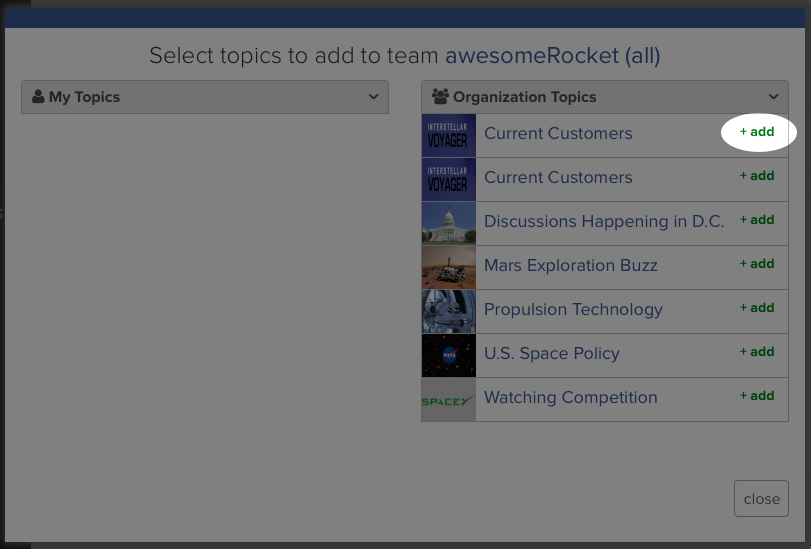 Select topics to add to team awesomeRocket (all)
My Topics
Organization Topics
INTERSTELLAR
VOYAGER
Current Customers
+ add
INTERSTELLAR
VOYAGER
Current Customers
+ add
Discussions Happening in D.C.
+ add
Mars Exploration Buzz
+ add
Propulsion Technology
+ add
NASA
U.S. Space Policy
+ add
SPACEY
Watching Competition
+ add
close